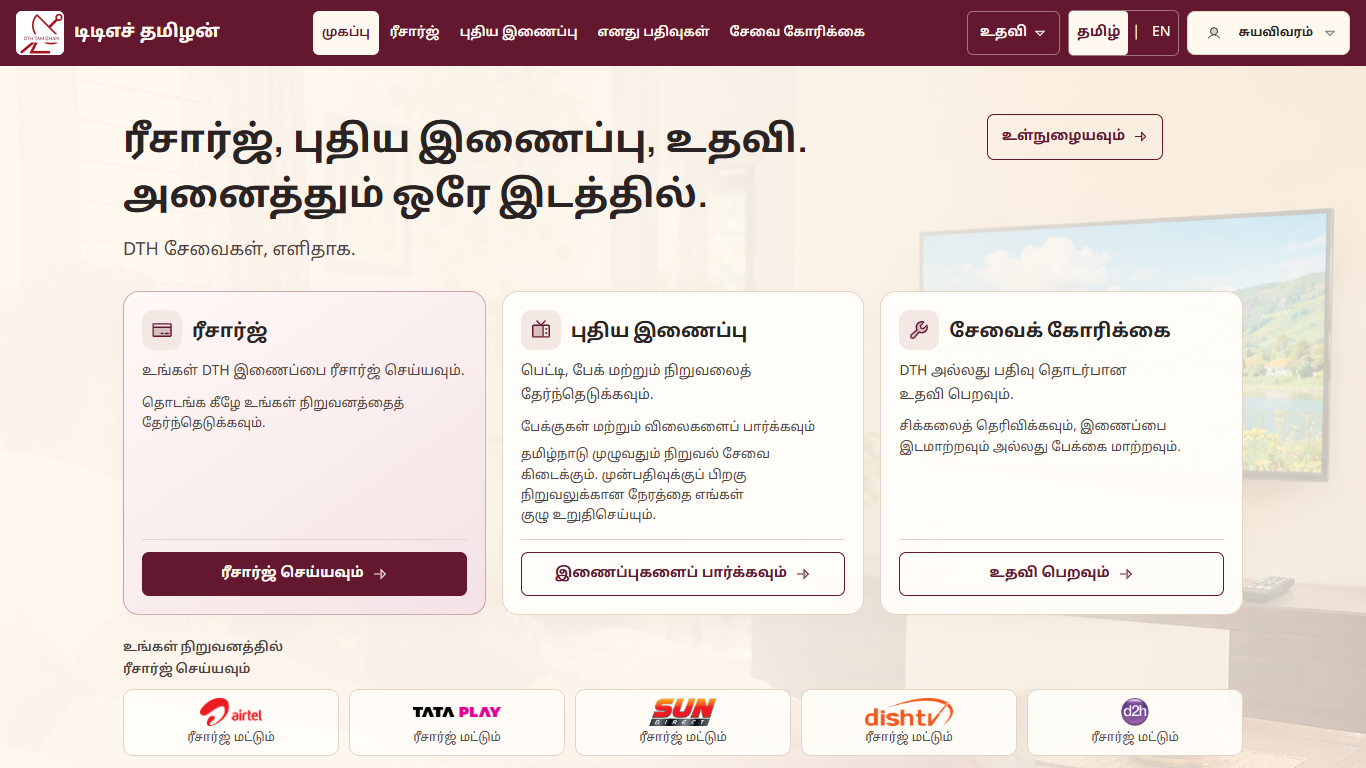 DTH TAMIZHAN
டிடிஎச் தமிழன்
முகப்பு
ரீசார்ஜ்
புதிய இணைப்பு
எனது பதிவுகள்
சேவை கோரிக்கை
உதவி
தமிழ் | EN
சுயவிவரம்
ரீசார்ஜ், புதிய இணைப்பு, உதவி.
அனைத்தும் ஒரே இடத்தில்.
உள்நுழையவும்
DTH சேவைகள், எளிதாக.
ரீசார்ஜ்
உங்கள் DTH இணைப்பை ரீசார்ஜ் செய்யவும்.
தொடங்க கீழே உங்கள் நிறுவனத்தைத்
தேர்ந்தெடுக்கவும்.
ரீசார்ஜ் செய்யவும்
புதிய இணைப்பு
பெட்டி, பேக் மற்றும் நிறுவலைத்
தேர்ந்தெடுக்கவும்.
பேக்குகள் மற்றும் விலைகளைப் பார்க்கவும்
தமிழ்நாடு முழுவதும் நிறுவல் சேவை
கிடைக்கும். முன்பதிவுக்குப் பிறகு
நிறுவலுக்கான நேரத்தை எங்கள்
குழு உறுதிசெய்யும்.
இணைப்புகளைப் பார்க்கவும்
சேவைக் கோரிக்கை
DTH அல்லது பதிவு தொடர்பான
உதவி பெறவும்.
சிக்கலைத் தெரிவிக்கவும், இணைப்பை
இடமாற்றவும் அல்லது பேக்கை மாற்றவும்.
உதவி பெறவும்
உங்கள் நிறுவனத்தில்
ரீசார்ஜ் செய்யவும்
airtel
ரீசார்ஜ் மட்டும்
TATA PLAY
ரீசார்ஜ் மட்டும்
SUN
DIRECT
ரீசார்ஜ் மட்டும்
dishtv
ரீசார்ஜ் மட்டும்
d2h
ரீசார்ஜ் மட்டும்